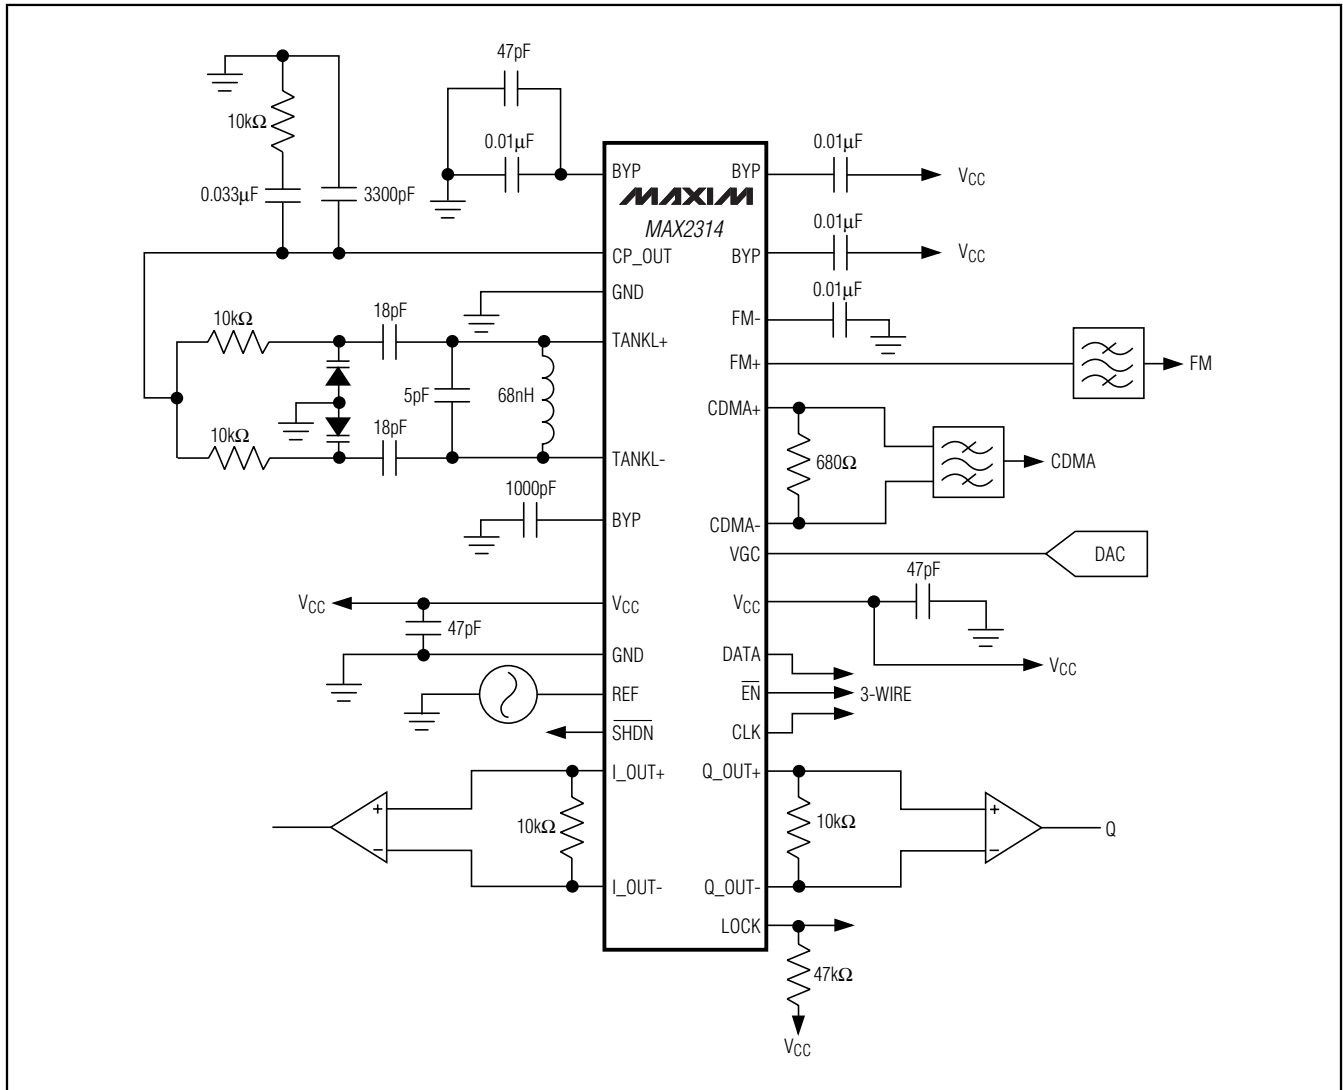 47pF
10kΩ
0.01µF
0.01µF
BYP
BYP
VCC
MAXIM
0.033µF
3300pF
MAX2314
0.01µF
CP_OUT
BYP
VCC
GND
0.01µF
18pF
FM-
10kΩ
TANKL+
FM+
FM
5pF
68nH
CDMA+
10kΩ
18pF
TANKL-
680Ω
CDMA
1000pF
BYP
CDMA-
VGC
DAC
47pF
VCC
VCC
VCC
47pF
GND
DATA
VCC
REF
EN
3-WIRE
SHDN
CLK
I_OUT+
Q_OUT+
+
+
10kΩ
10kΩ
Q
−
−
I_OUT-
Q_OUT-
LOCK
47kΩ
VCC